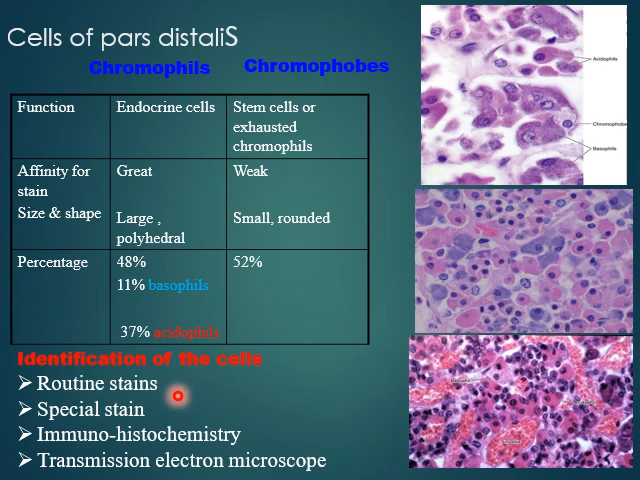 Cells of pars distaliS
Chromophils
Chromophobes
Function
Endocrine cells
Stem cells or
exhausted
chromophils
Affinity for
stain
Size & shape
Great
Large ,
polyhedral
Weak
Small, rounded
Percentage
48%
11% basophils
37% acidophils
52%
Identification of the cells
➢ Routine stains
➢ Special stain
➢ Immuno-histochemistry
➢ Transmission electron microscope
Acidophils
Chromophobe
Basophils